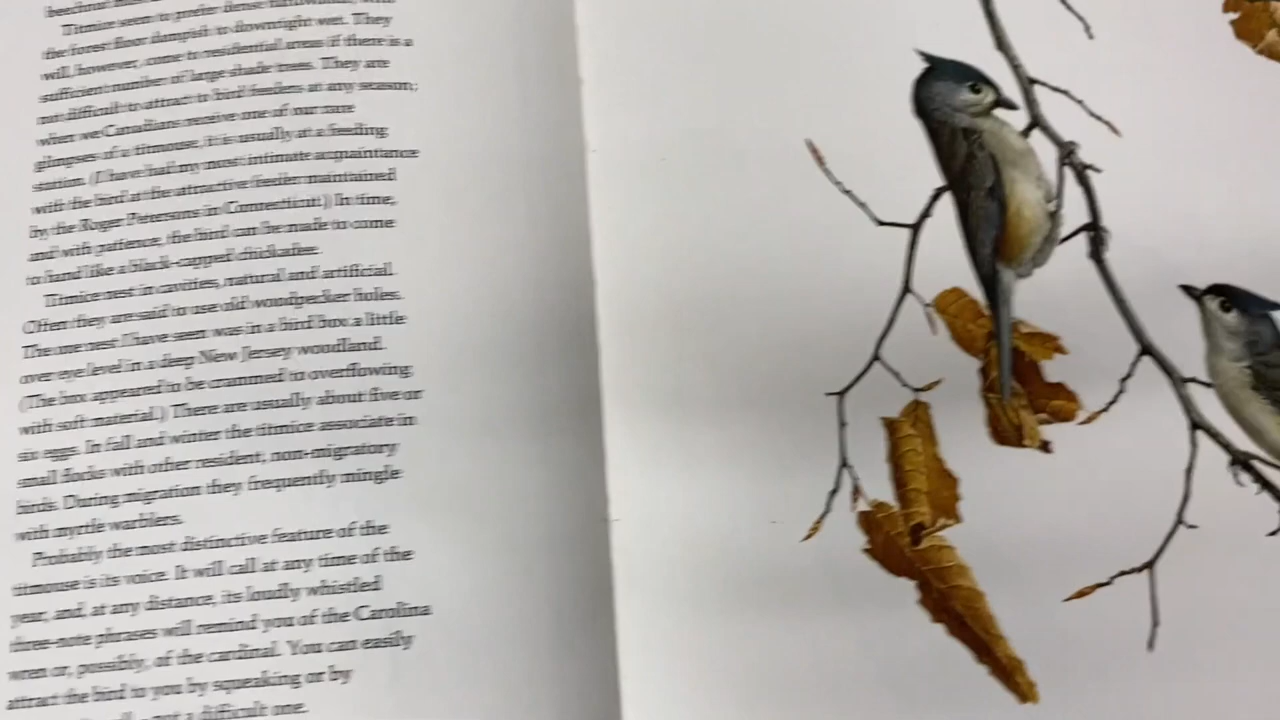 Titmice seem to prefer dense hardwoods, with
the forest floor dampish to downright wet. They
will, however, come to residential areas if there is a
sufficient number of large shade trees. They are
not difficult to attract to bird feeders at any season;
when we Canadians receive one of our rare
glimpses of a titmouse, it is usually at a feeding
station. (I have had my most intimate acquaintance
with the bird at the attractive feeder maintained
by the Roger Petersons in Connecticut.) In time,
and with patience, the bird can be made to come
to hand like a black-capped chickadee.
Titmice nest in cavities, natural and artificial.
Often they are said to use old woodpecker holes.
The one nest I have seen was in a bird box a little
over eye level in a deep New Jersey woodland.
(The box appeared to be crammed to overflowing
with soft material.) There are usually about five or
six eggs. In fall and winter the titmice associate in
small flocks with other resident, non-migratory
birds. During migration they frequently mingle
with myrtle warblers.
Probably the most distinctive feature of the
titmouse is its voice. It will call at any time of the
year, and, at any distance, its loudly whistled
three-note phrases will remind you of the Carolina
wren or, possibly, of the cardinal. You can easily
attract the bird to you by squeaking or by
not a difficult one.